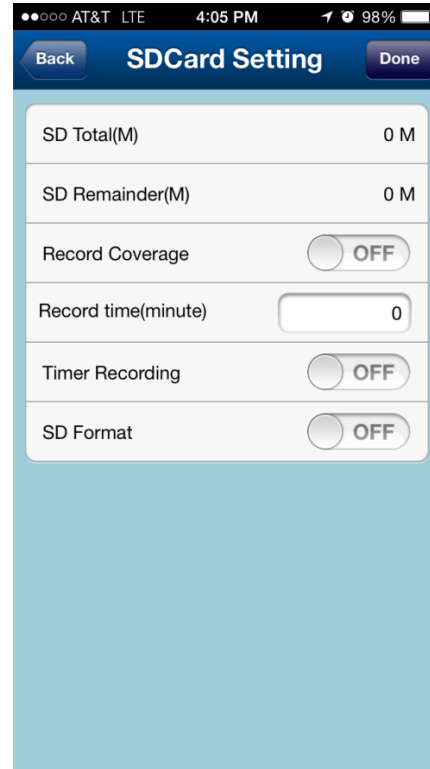 AT&T LTE 4:05 PM 98%
Back SDCard Setting Done
SD Total(M) 0 M
SD Remainder(M) 0 M
Record Coverage OFF
Record time(minute) 0
Timer Recording OFF
SD Format OFF